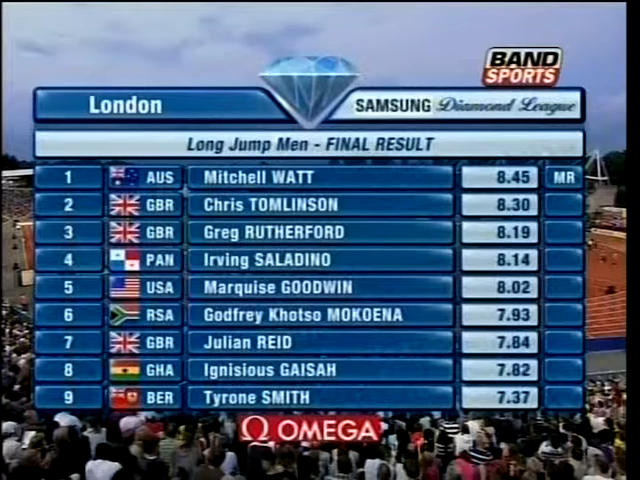 BAND
SPORTS
London
SAMSUNG Diamond League
Long Jump Men - FINAL RESULT
1 AUS Mitchell WATT 8.45 MR
2 GBR Chris TOMLINSON 8.30
3 GBR Greg RUTHERFORD 8.19
4 PAN Irving SALADINO 8.14
5 USA Marquise GOODWIN 8.02
6 RSA Godfrey Khotso MOKOENA 7.93
7 GBR Julian REID 7.84
8 GHA Ignisious GAISAH 7.82
9 BER Tyrone SMITH 7.37
Ω OMEGA